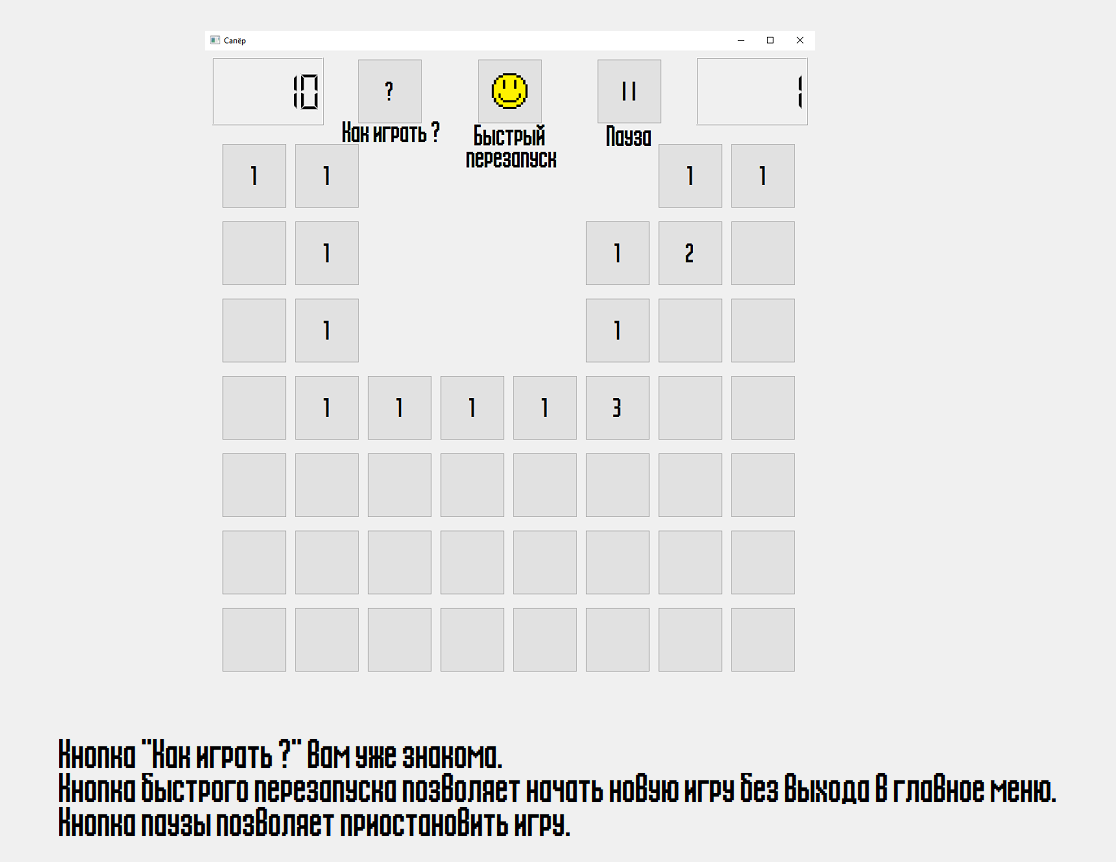 Сапёр
10 ? 1
Как играть ?
Быстрый
перезапуск
Пауза
1 1 1 1
1 1 2
1 1
1 1 1 1 3
Кнопка "Как играть ?" Вам уже знакома.
Кнопка быстрого перезапуска позволяет начать новую игру без выхода в главное меню.
Кнопка паузы позволяет приостановить игру.